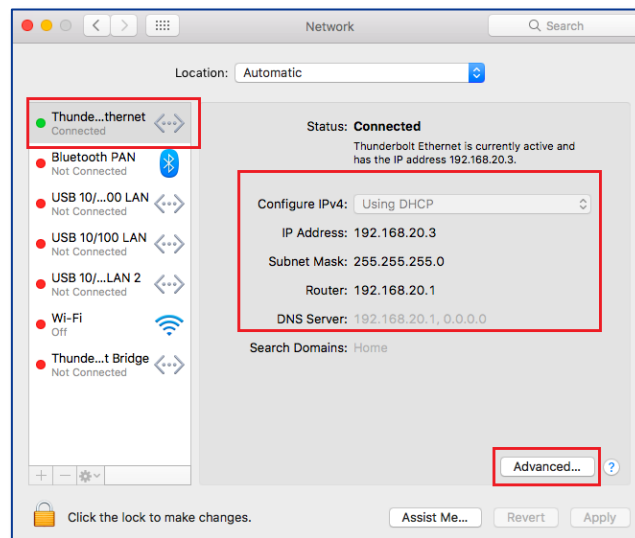 Network
Search
Location: Automatic
Thunde...thernet
Connected
Bluetooth PAN
Not Connected
USB 10/...00 LAN
Not Connected
USB 10/100 LAN
Not Connected
USB 10/...LAN 2
Not Connected
Wi-Fi
Off
Thunde...t Bridge
Not Connected
Status: Connected
Thunderbolt Ethernet is currently active and
has the IP address 192.168.20.3.
Configure IPv4: Using DHCP
IP Address: 192.168.20.3
Subnet Mask: 255.255.255.0
Router: 192.168.20.1
DNS Server: 192.168.20.1, 0.0.0.0
Search Domains: Home
Advanced... ?
Click the lock to make changes.
Assist Me... Revert Apply